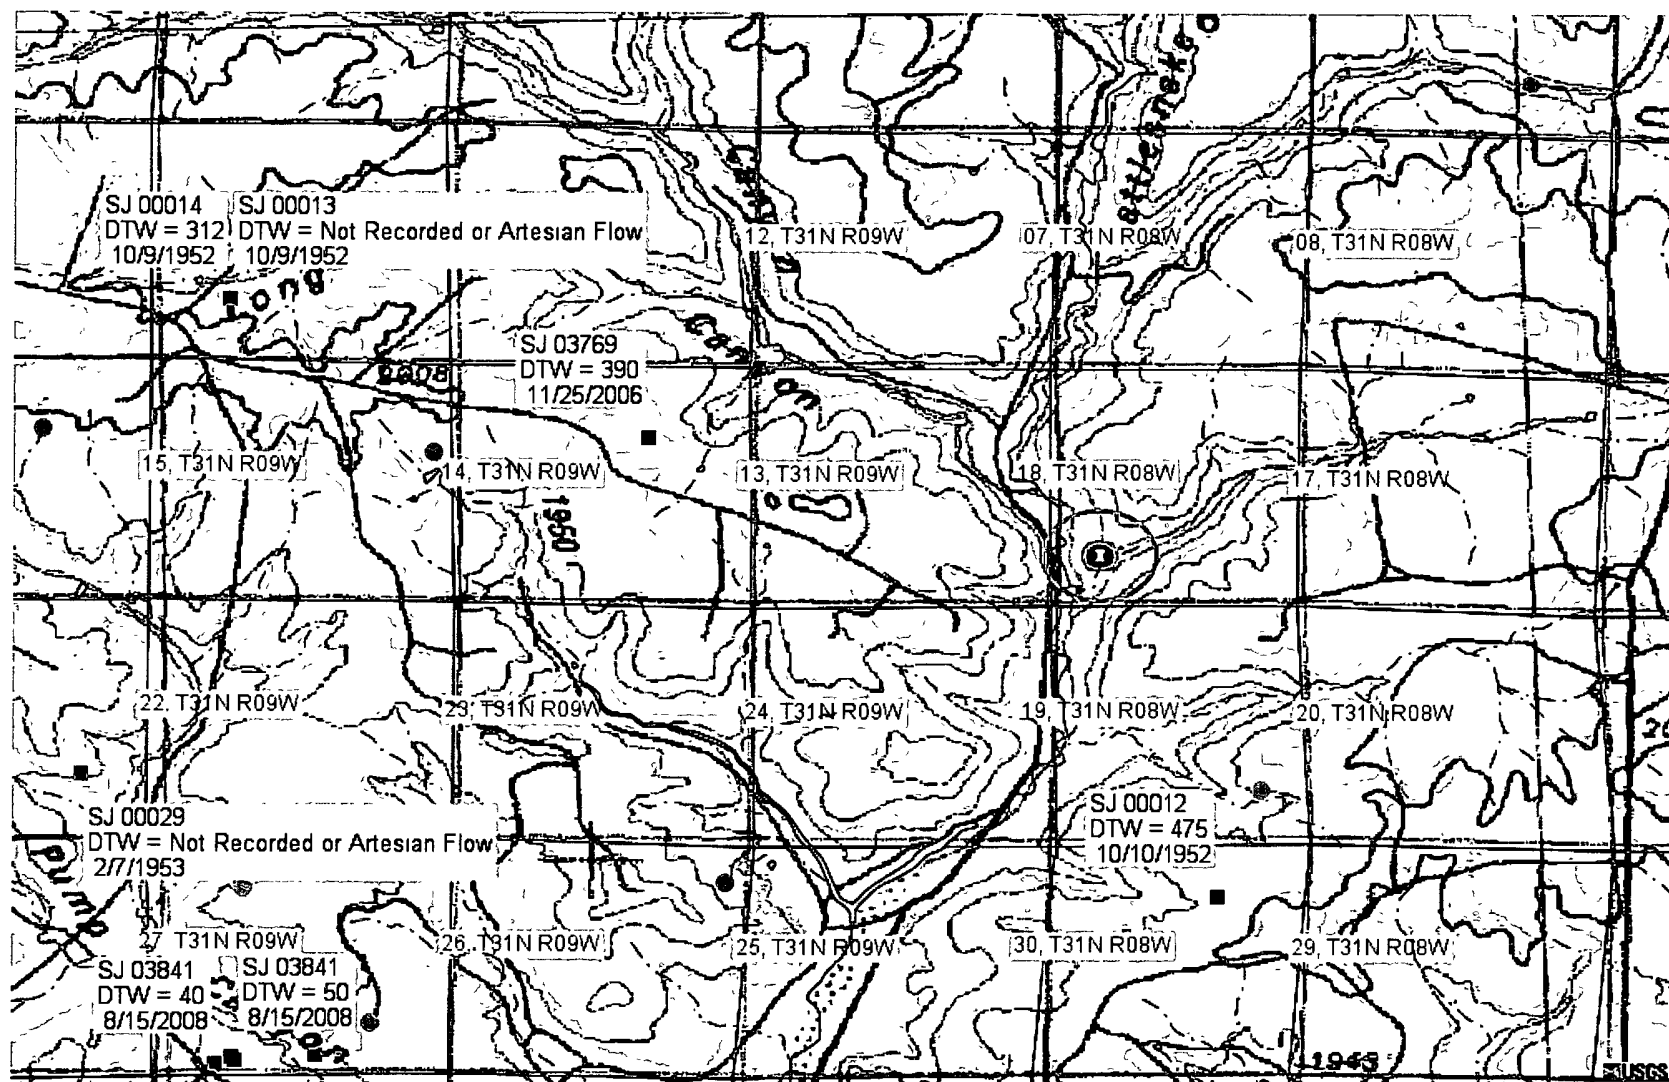 SJ 00014
DTW = 312
10/9/1952
SJ 00013
DTW = Not Recorded or Artesian Flow
10/9/1952
12, T31N R09W
07, T31N R08W
08, T31N R08W
ong
Canyon
SJ 03769
DTW = 390
11/25/2006
15, T31N R09W
14, T31N R09W
13, T31N R09W
18, T31N R08W
17, T31N R08W
1950
22, T31N R09W
23, T31N R09W
24, T31N R09W
19, T31N R08W
20, T31N R08W
SJ 00029
DTW = Not Recorded or Artesian Flow
2/7/1953
SJ 00012
DTW = 475
10/10/1952
Pump
27 T31N R09W
26, T31N R09W
25, T31N R09W
30, T31N R08W
29, T31N R08W
SJ 03841
DTW = 40
8/15/2008
SJ 03841
DTW = 50
8/15/2008
1943
USGS